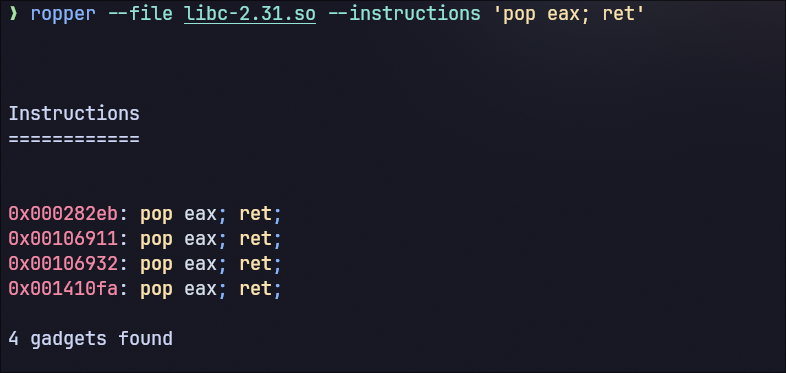 ❯ ropper --file libc-2.31.so --instructions 'pop eax; ret'
Instructions
============
0x000282eb: pop eax; ret;
0x00106911: pop eax; ret;
0x00106932: pop eax; ret;
0x001410fa: pop eax; ret;
4 gadgets found